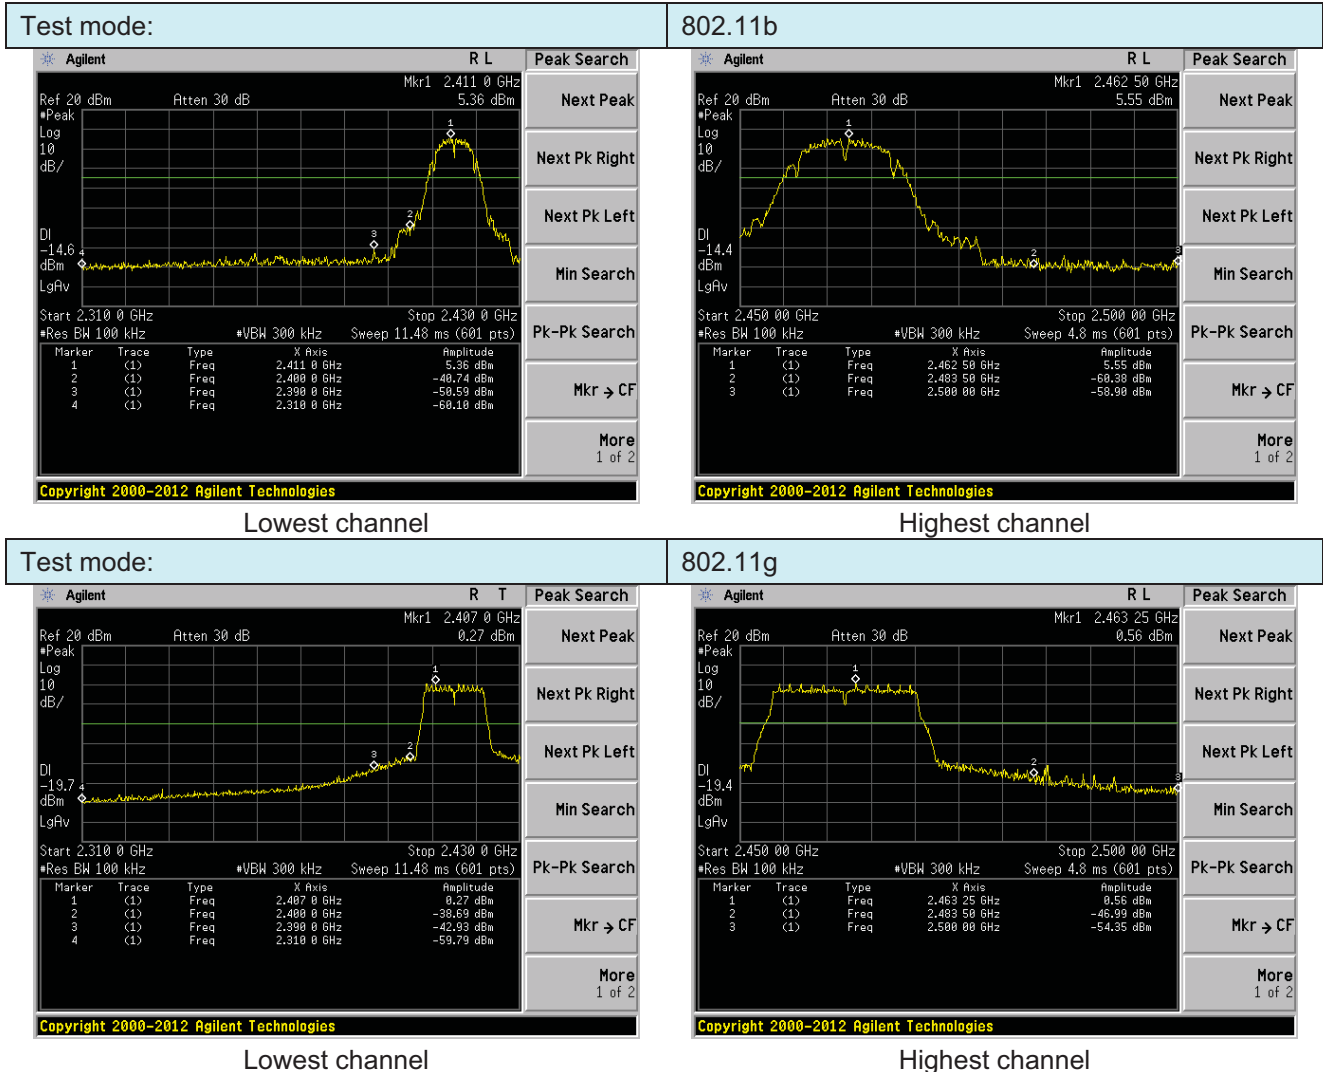 Test mode: 802.11b
Agilent R L Peak Search
Mkr1 2.411 0 GHz
Ref 20 dBm Atten 30 dB 5.36 dBm
#Peak
Log
10
dB/
1
2
3
4
DI
-14.6
dBm
LgAv
Start 2.310 0 GHz Stop 2.430 0 GHz
#Res BW 100 kHz #VBW 300 kHz Sweep 11.48 ms (601 pts)
Marker Trace Type X Axis Amplitude
1 (1) Freq 2.411 0 GHz 5.36 dBm
2 (1) Freq 2.400 0 GHz -40.74 dBm
3 (1) Freq 2.390 0 GHz -50.59 dBm
4 (1) Freq 2.310 0 GHz -60.10 dBm
Next Peak
Next Pk Right
Next Pk Left
Min Search
Pk-Pk Search
Mkr → CF
More
1 of 2
Copyright 2000-2012 Agilent Technologies
Lowest channel
Agilent R L Peak Search
Mkr1 2.462 50 GHz
Ref 20 dBm Atten 30 dB 5.55 dBm
#Peak
Log
10
dB/
1
2
3
DI
-14.4
dBm
LgAv
Start 2.450 00 GHz Stop 2.500 00 GHz
#Res BW 100 kHz #VBW 300 kHz Sweep 4.8 ms (601 pts)
Marker Trace Type X Axis Amplitude
1 (1) Freq 2.462 50 GHz 5.55 dBm
2 (1) Freq 2.483 50 GHz -60.38 dBm
3 (1) Freq 2.500 00 GHz -58.90 dBm
Next Peak
Next Pk Right
Next Pk Left
Min Search
Pk-Pk Search
Mkr → CF
More
1 of 2
Copyright 2000-2012 Agilent Technologies
Highest channel
Test mode: 802.11g
Agilent R T Peak Search
Mkr1 2.407 0 GHz
Ref 20 dBm Atten 30 dB 0.27 dBm
#Peak
Log
10
dB/
1
2
3
4
DI
-19.7
dBm
LgAv
Start 2.310 0 GHz Stop 2.430 0 GHz
#Res BW 100 kHz #VBW 300 kHz Sweep 11.48 ms (601 pts)
Marker Trace Type X Axis Amplitude
1 (1) Freq 2.407 0 GHz 0.27 dBm
2 (1) Freq 2.400 0 GHz -38.69 dBm
3 (1) Freq 2.390 0 GHz -42.93 dBm
4 (1) Freq 2.310 0 GHz -59.79 dBm
Next Peak
Next Pk Right
Next Pk Left
Min Search
Pk-Pk Search
Mkr → CF
More
1 of 2
Copyright 2000-2012 Agilent Technologies
Lowest channel
Agilent R L Peak Search
Mkr1 2.463 25 GHz
Ref 20 dBm Atten 30 dB 0.56 dBm
#Peak
Log
10
dB/
1
2
3
DI
-19.4
dBm
LgAv
Start 2.450 00 GHz Stop 2.500 00 GHz
#Res BW 100 kHz #VBW 300 kHz Sweep 4.8 ms (601 pts)
Marker Trace Type X Axis Amplitude
1 (1) Freq 2.463 25 GHz 0.56 dBm
2 (1) Freq 2.483 50 GHz -46.99 dBm
3 (1) Freq 2.500 00 GHz -54.35 dBm
Next Peak
Next Pk Right
Next Pk Left
Min Search
Pk-Pk Search
Mkr → CF
More
1 of 2
Copyright 2000-2012 Agilent Technologies
Highest channel